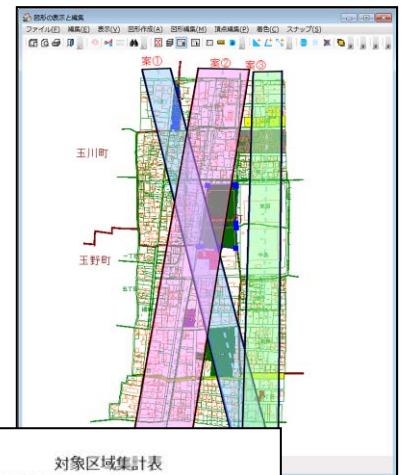 図形の表示と編集
ファイル(F) 編集(E) 表示(V) 図形作成(A) 図形編集(M) 頂点編集(P) 着色(C) スナップ(S)
案① 案② 案③
玉川町
玉野町
対象区域集計表